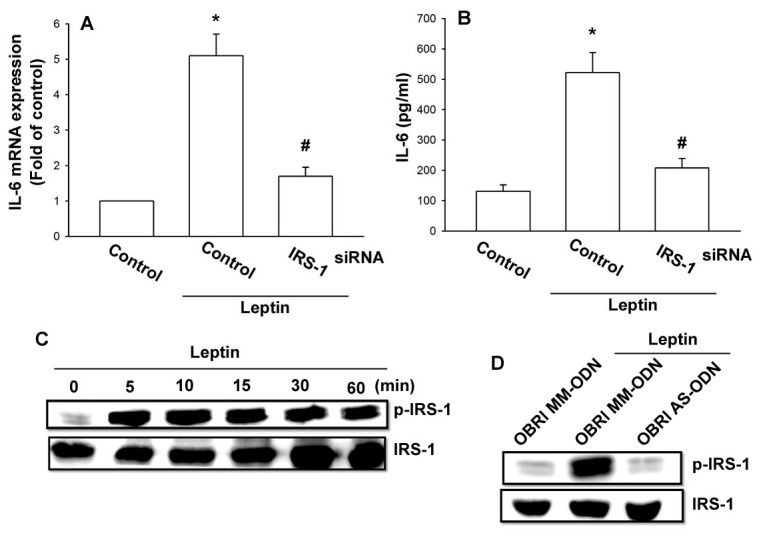 A
IL-6 mRNA expression
(Fold of control)
6
5
4
3
2
1
0
*
#
Control
Control
IRS-1
siRNA
Leptin
B
IL-6 (pg/ml)
700
600
500
400
300
200
100
0
*
#
Control
Control
IRS-1
siRNA
Leptin
C
Leptin
0 5 10 15 30 60 (min)
p-IRS-1
IRS-1
D
Leptin
OBRl MM-ODN
OBRl MM-ODN
OBRl AS-ODN
p-IRS-1
IRS-1